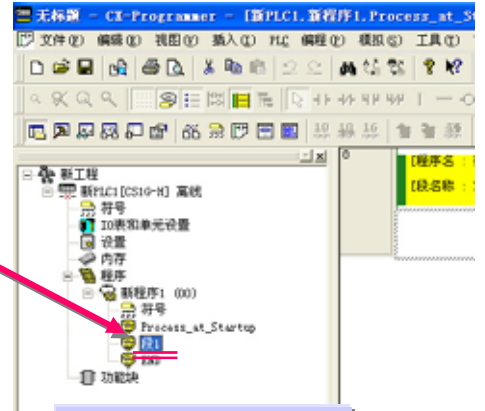 无标题 - CX-Programmer - [新PLC1.新程序1.Process_at_St
文件(F) 编辑(E) 视图(V) 插入(I) PLC 编程(P) 模拟(S) 工具(T)
10 10 16
新工程
新PLC1[CS1G-H] 离线
符号
IO表和单元设置
设置
内存
程序
新程序1 (00)
符号
Process_at_Startup
段1
END
功能块
0
[程序名 :
[段名称 :